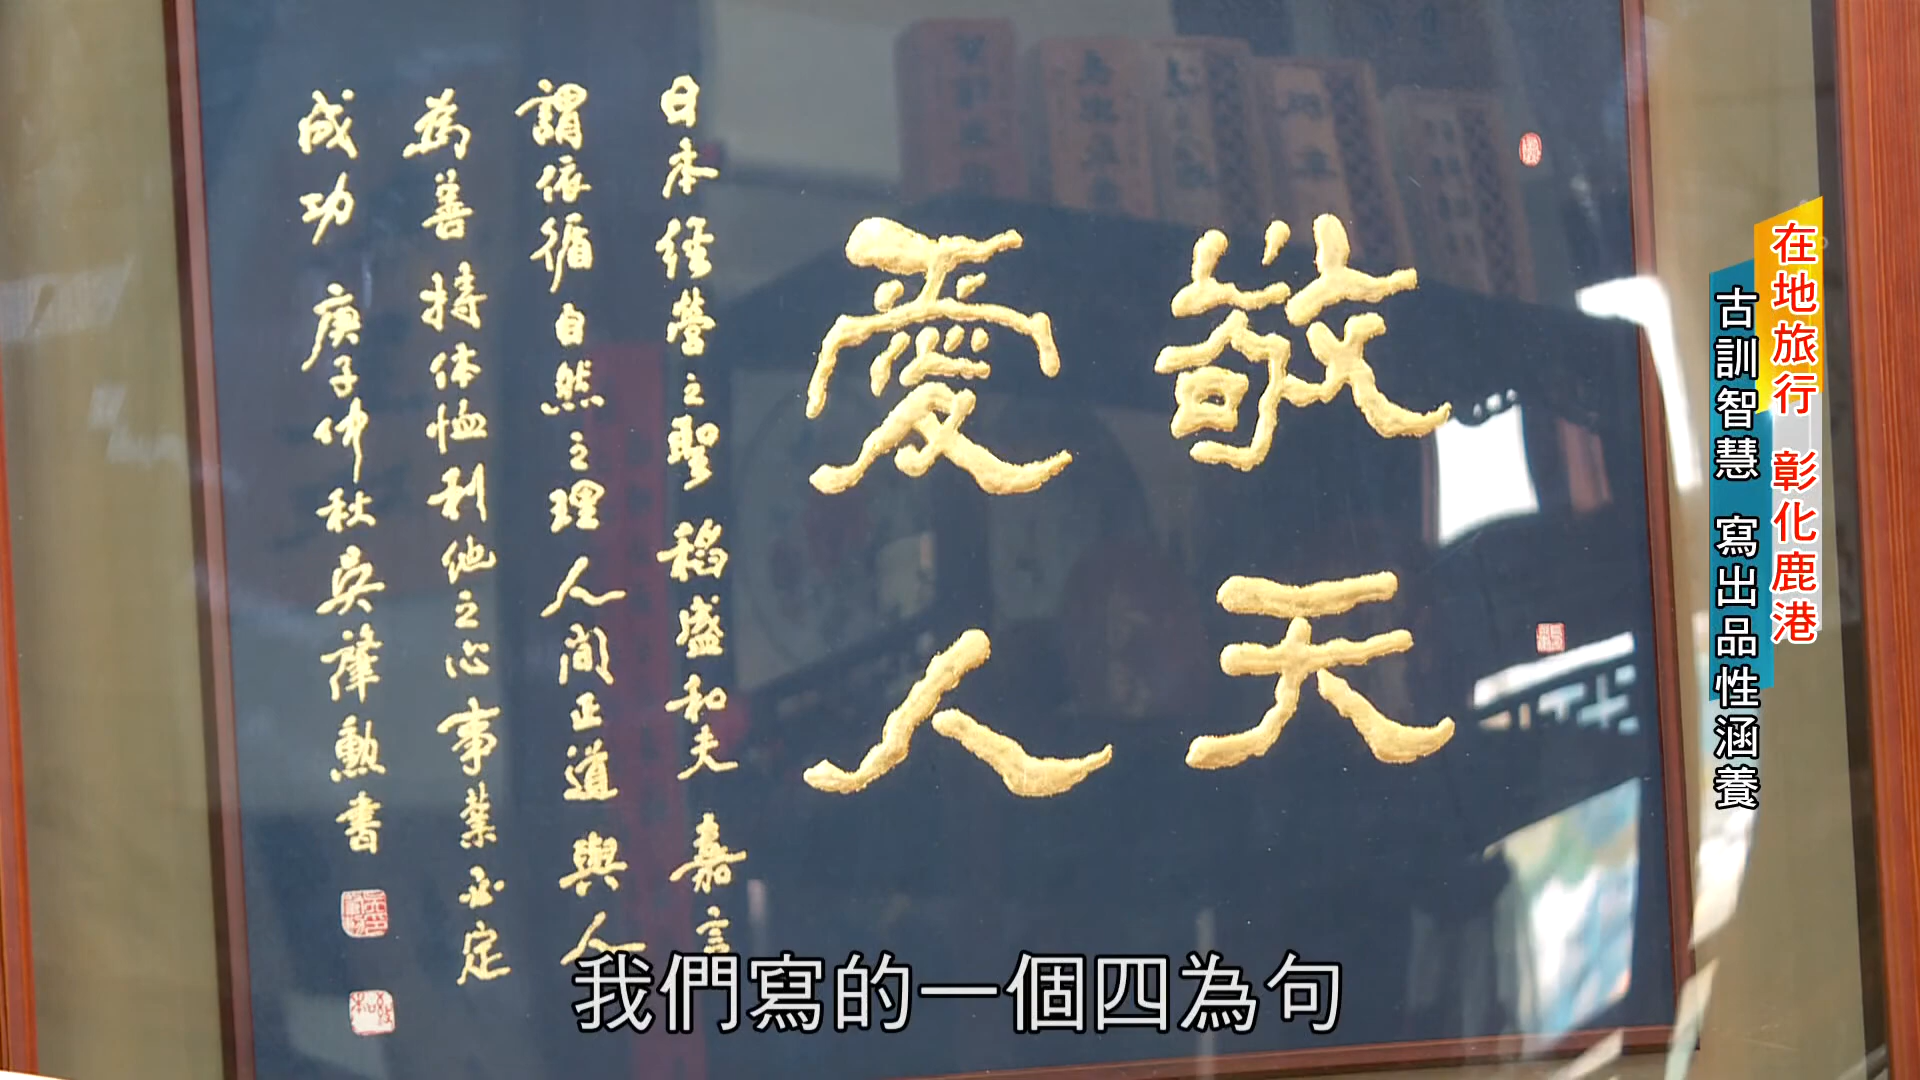 敬天
愛人
日本經營之聖稻盛和夫嘉言
謂依循自然之理人間正道與人
為善持体恤利他之心事業必定
成功庚子仲秋吳肇勳書
在地旅行 彰化鹿港
古訓智慧 寫出品性涵養
我們寫的一個四為句